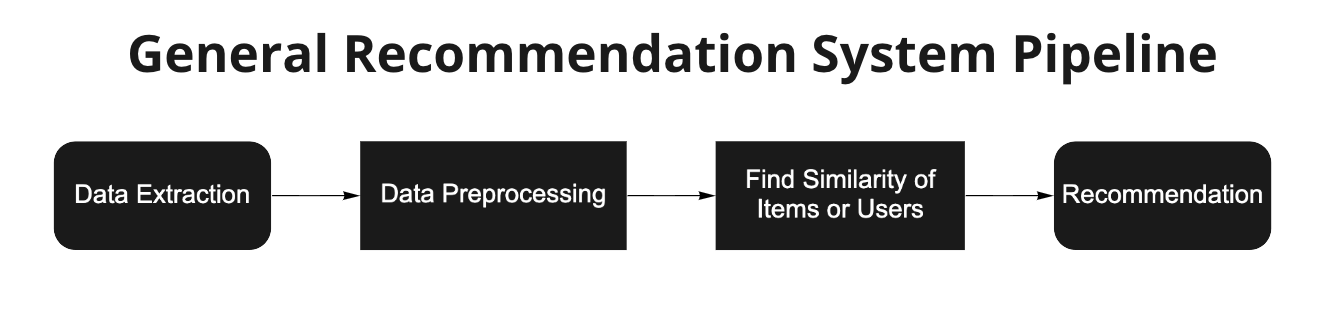 General Recommendation System Pipeline
Data Extraction
Data Preprocessing
Find Similarity of
Items or Users
Recommendation